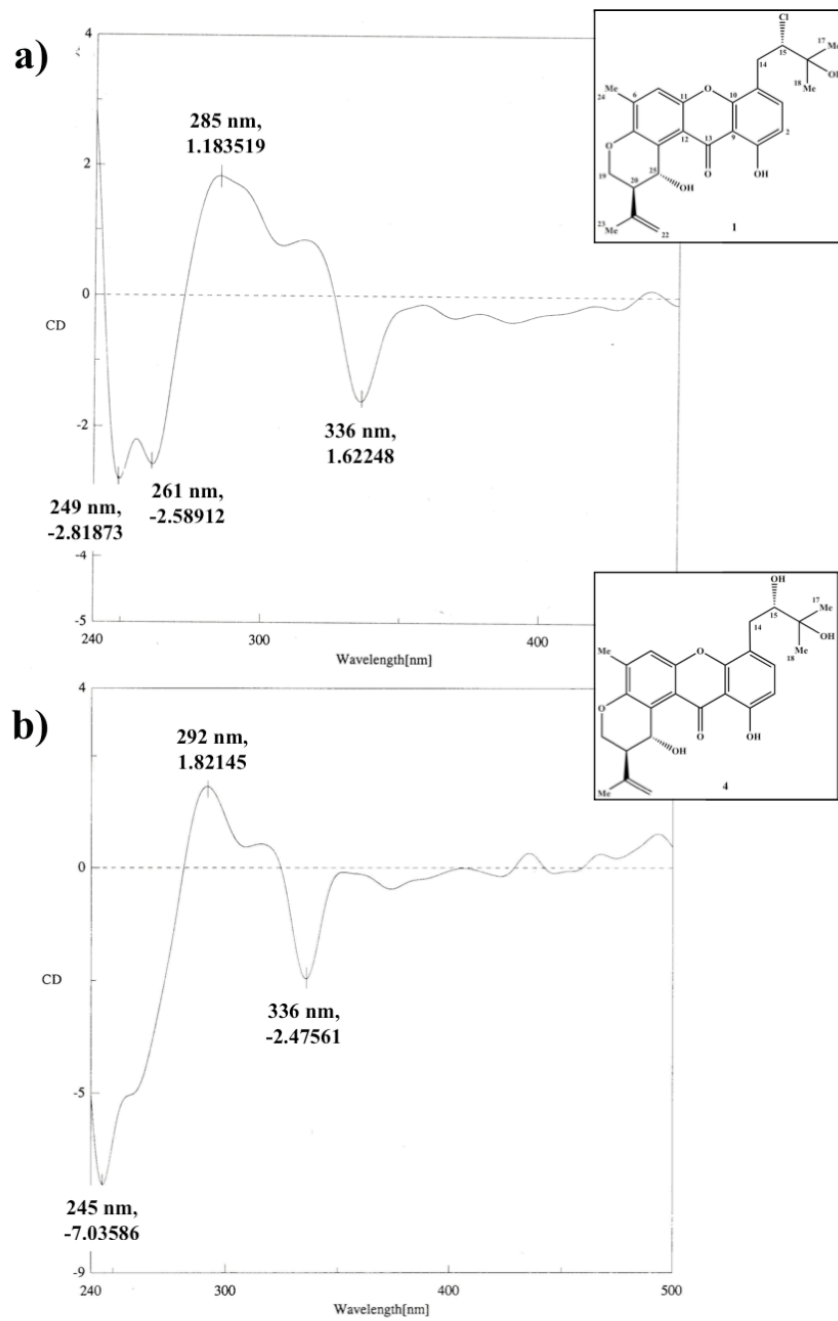 a)
4
2
0
-2
-4
-5
CD
285 nm,
1.183519
336 nm,
1.62248
249 nm,
-2.81873
261 nm,
-2.58912
240
300
400
Wavelength[nm]
Cl
17
Me
14
15
OH
18
Me
24
Me
6
11
O
10
2
12
13
9
O
19
20
25
OH
O
OH
23
Me
22
1
b)
4
0
-5
-9
CD
292 nm,
1.82145
336 nm,
-2.47561
245 nm,
-7.03586
240
300
400
500
Wavelength[nm]
OH
17
Me
14
15
OH
18
Me
Me
O
O
OH
O
OH
Me
4